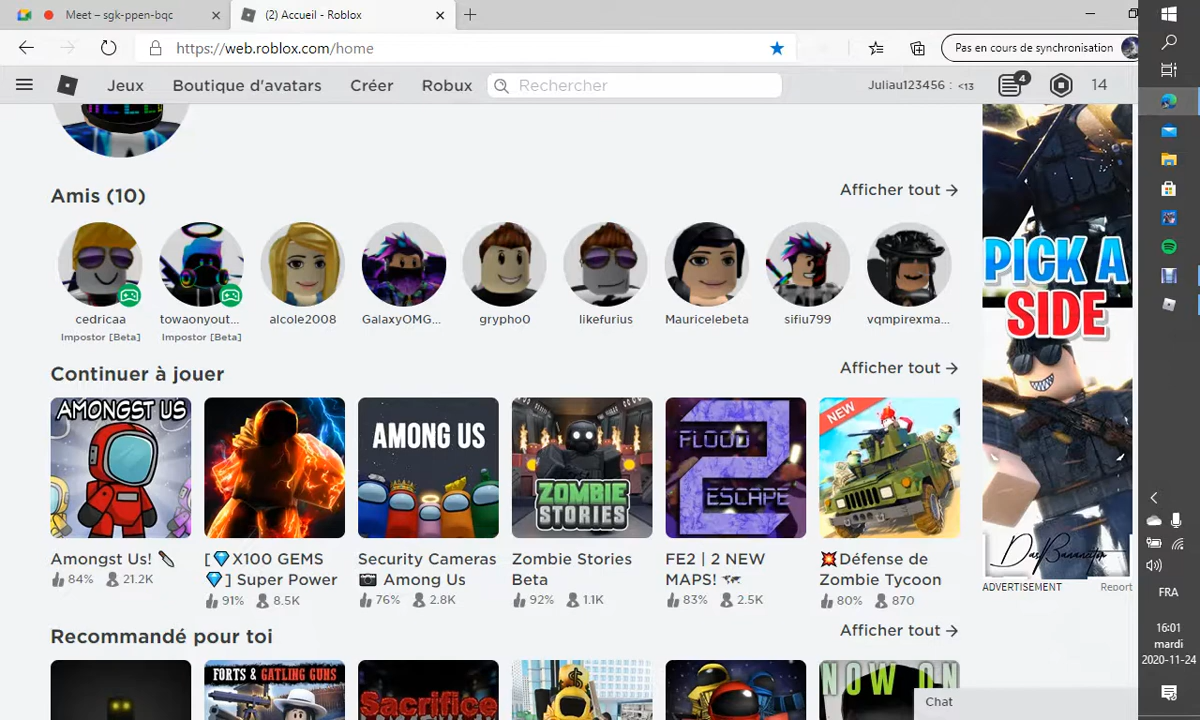 Meet – sgk-ppen-bqc
(2) Accueil - Roblox
https://web.roblox.com/home
Pas en cours de synchronisation
Jeux
Boutique d'avatars
Créer
Robux
Rechercher
Juliau123456 : <13
4
14
Amis (10)
Afficher tout →
cedricaa
Impostor [Beta]
towaonyout...
Impostor [Beta]
alcole2008
GalaxyOMG...
grypho0
likefurius
Mauricelebeta
sifiu799
vqmpirexma...
Continuer à jouer
Afficher tout →
AMONGST US
AMONG US
ZOMBIE
STORIES
FLOOD
2
ESCAPE
NEW
Amongst Us! 🔪
84% 21.2K
[💎X100 GEMS
💎] Super Power
91% 8.5K
Security Cameras
📷 Among Us
76% 2.8K
Zombie Stories
Beta
92% 1.1K
FE2 | 2 NEW
MAPS! 🗺
83% 2.5K
💥Défense de
Zombie Tycoon
80% 870
Recommandé pour toi
Afficher tout →
FORTS & GATLING GUNS
Sacrifice
NOW ON
Chat
PICK A
SIDE
DasBananitor
ADVERTISEMENT
Report
FRA
16:01
mardi
2020-11-24